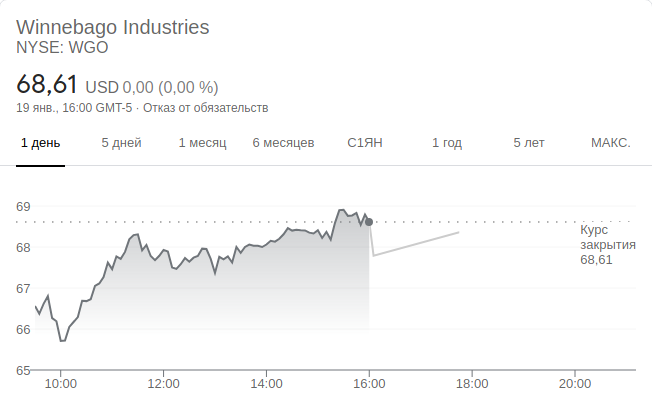 Winnebago Industries
NYSE: WGO
68,61 USD 0,00 (0,00 %)
19 янв., 16:00 GMT-5 · Отказ от обязательств
1 день 5 дней 1 месяц 6 месяцев С1ЯН 1 год 5 лет МАКС.
69
68
67
66
65
Курс
закрытия
68,61
10:00 12:00 14:00 16:00 18:00 20:00